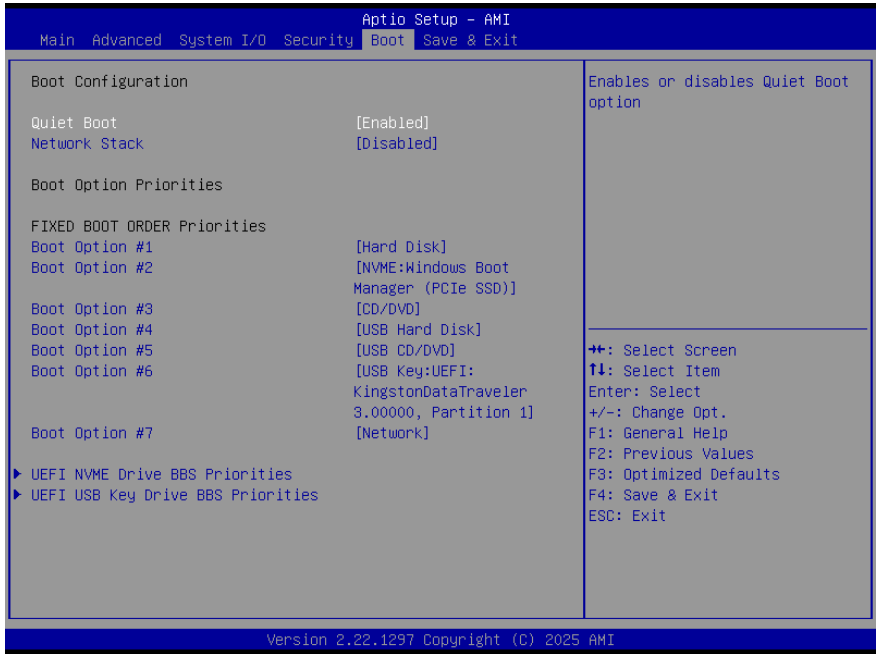 Aptio Setup – AMI
Main Advanced System I/O Security Boot Save & Exit
Boot Configuration
Quiet Boot [Enabled]
Network Stack [Disabled]
Boot Option Priorities
FIXED BOOT ORDER Priorities
Boot Option #1 [Hard Disk]
Boot Option #2 [NVME:Windows Boot
Manager (PCIe SSD)]
Boot Option #3 [CD/DVD]
Boot Option #4 [USB Hard Disk]
Boot Option #5 [USB CD/DVD]
Boot Option #6 [USB Key:UEFI:
KingstonDataTraveler
3.00000, Partition 1]
Boot Option #7 [Network]
UEFI NVME Drive BBS Priorities
UEFI USB Key Drive BBS Priorities
Enables or disables Quiet Boot
option
→←: Select Screen
↑↓: Select Item
Enter: Select
+/-: Change Opt.
F1: General Help
F2: Previous Values
F3: Optimized Defaults
F4: Save & Exit
ESC: Exit
Version 2.22.1297 Copyright (C) 2025 AMI